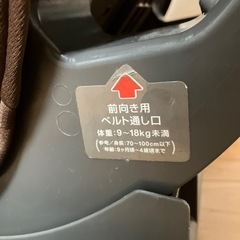 前向き用
ベルト通し口
体重：9～18kg未満
(参考／身長：70～100cm以下)
(年齢：9ヶ月頃～4歳頃まで)